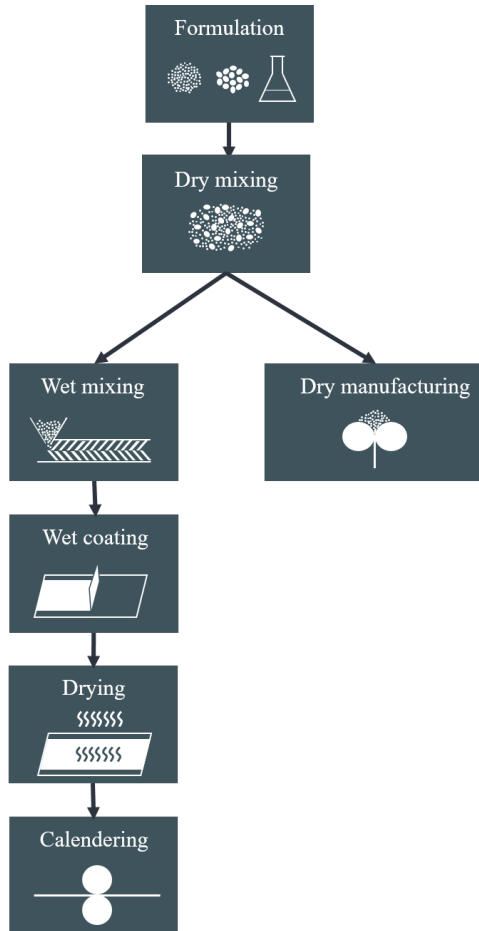 Formulation
Dry mixing
Wet mixing
Dry manufacturing
Wet coating
Drying
Calendering